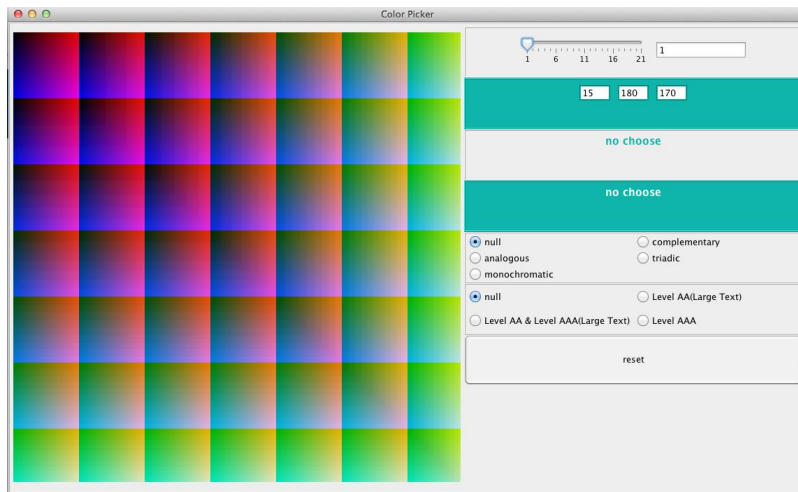 Color Picker
1
1 6 11 16 21
15 180 170
no choose
no choose
null complementary
analogous triadic
monochromatic
null Level AA(Large Text)
Level AA & Level AAA(Large Text) Level AAA
reset